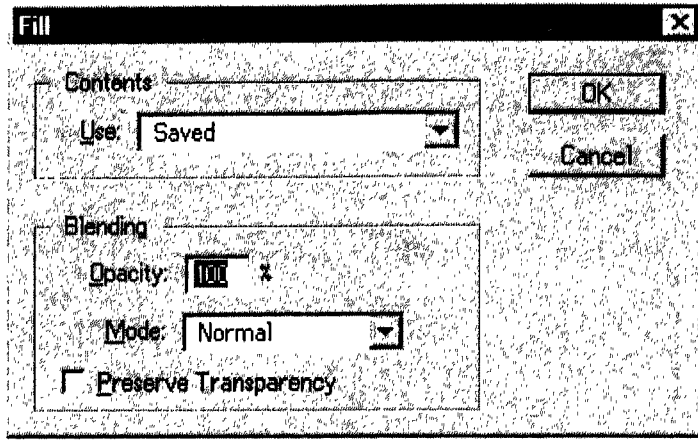 Fill
Contents
Use: Saved
OK
Cancel
Blending
Opacity: 100 %
Mode: Normal
Preserve Transparency